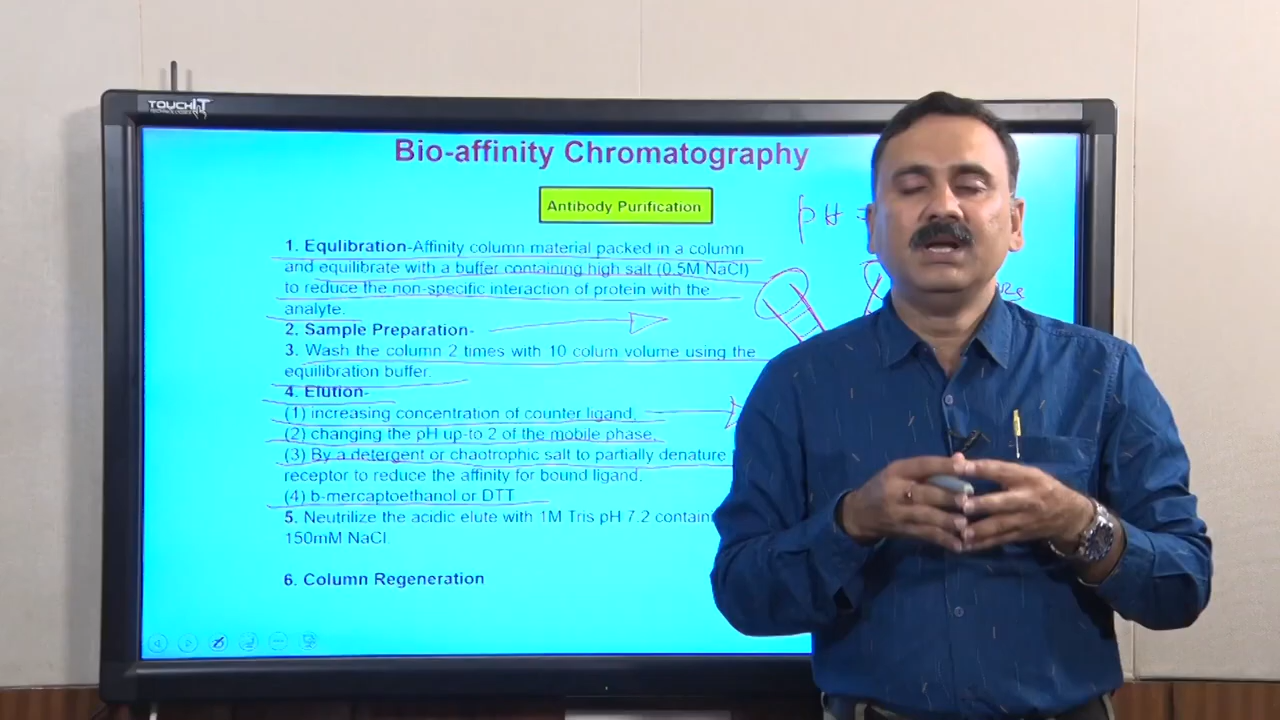 TOUCHIT
TECHNOLOGIES
Bio-affinity Chromatography
Antibody Purification
pH =
1. Equlibration-Affinity column material packed in a column
and equilibrate with a buffer containing high salt (0.5M NaCl)
to reduce the non-specific interaction of protein with the
analyte.
2. Sample Preparation-
3. Wash the column 2 times with 10 colum volume using the
equilibration buffer.
4. Elution-
(1) increasing concentration of counter ligand,
(2) changing the pH up-to 2 of the mobile phase,
(3) By a detergent or chaotrophic salt to partially denature
receptor to reduce the affinity for bound ligand.
(4) b-mercaptoethanol or DTT
5. Neutrilize the acidic elute with 1M Tris pH 7.2 contain
150mM NaCl.
6. Column Regeneration